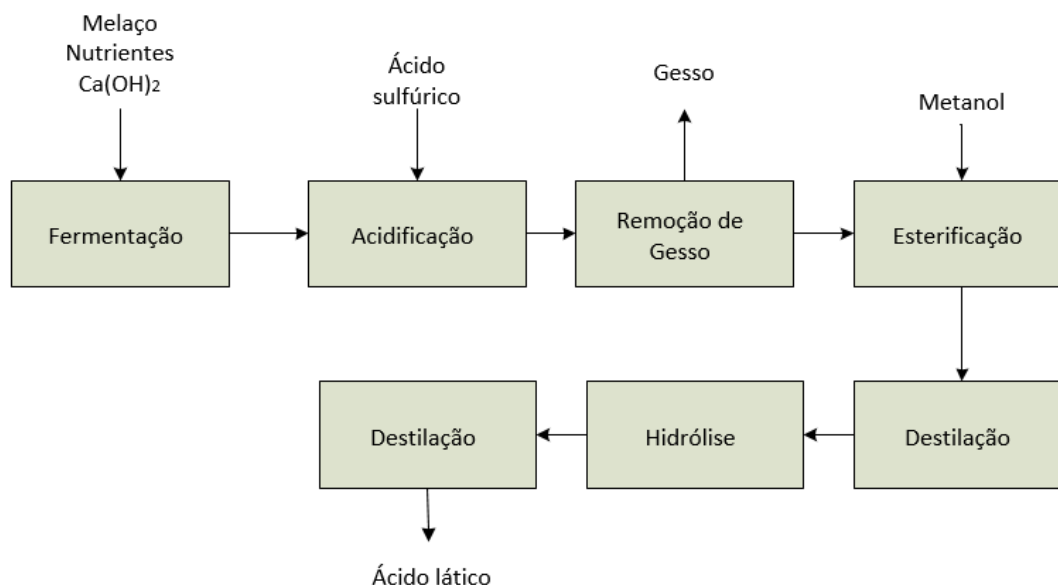 Melaço
Nutrientes
Ca(OH)₂
Ácido
sulfúrico
Gesso
Metanol
Fermentação
Acidificação
Remoção de
Gesso
Esterificação
Destilação
Hidrólise
Destilação
Ácido lático